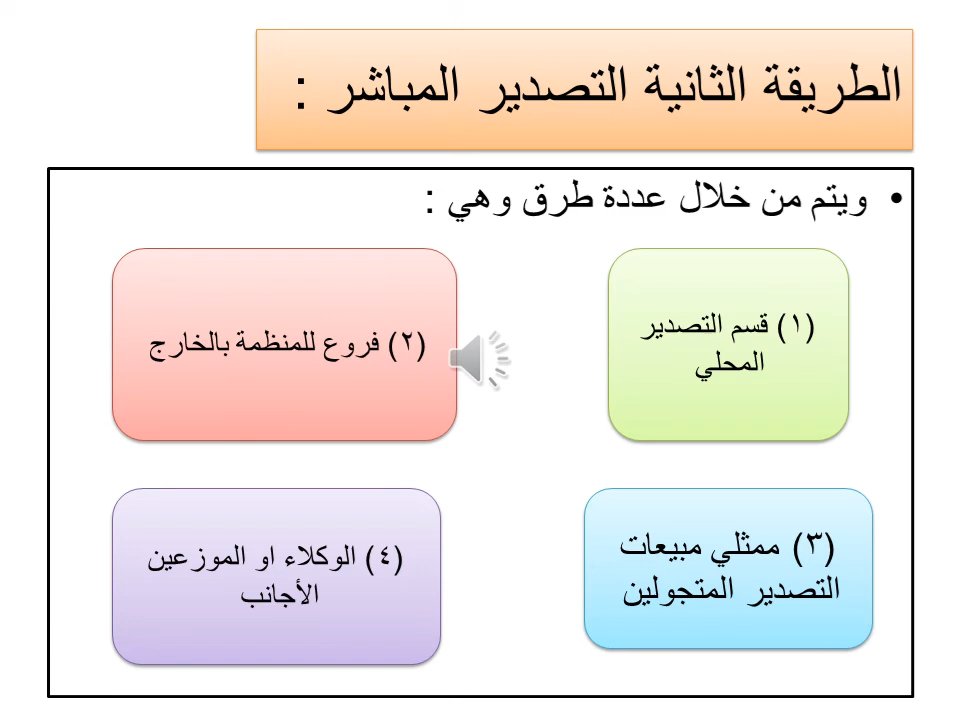 الطريقة الثانية التصدير المباشر :
• ويتم من خلال عددة طرق وهي :
(١) قسم التصدير
المحلي
(٢) فروع للمنظمة بالخارج
(٣) ممثلي مبيعات
التصدير المتجولين
(٤) الوكلاء او الموزعين
الأجانب